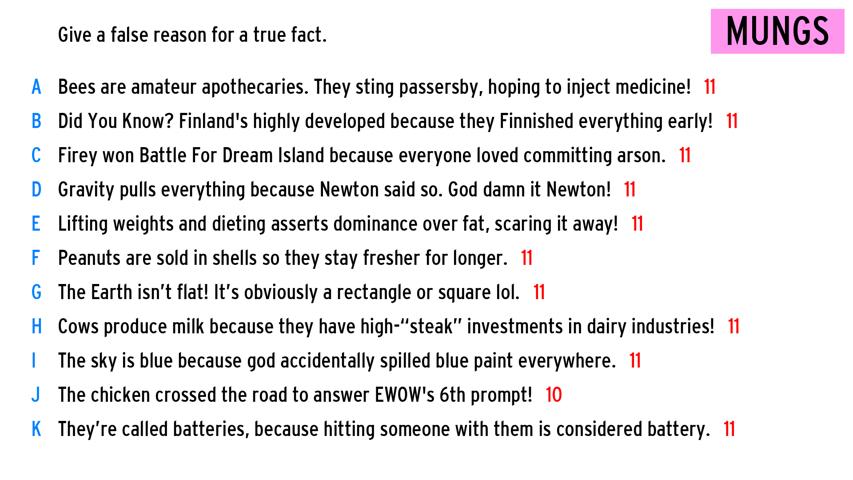 Give a false reason for a true fact.
MUNGS
A Bees are amateur apothecaries. They sting passersby, hoping to inject medicine! 11
B Did You Know? Finland's highly developed because they Finnished everything early! 11
C Firey won Battle For Dream Island because everyone loved committing arson. 11
D Gravity pulls everything because Newton said so. God damn it Newton! 11
E Lifting weights and dieting asserts dominance over fat, scaring it away! 11
F Peanuts are sold in shells so they stay fresher for longer. 11
G The Earth isn’t flat! It’s obviously a rectangle or square lol. 11
H Cows produce milk because they have high-“steak” investments in dairy industries! 11
I The sky is blue because god accidentally spilled blue paint everywhere. 11
J The chicken crossed the road to answer EWOW's 6th prompt! 10
K They’re called batteries, because hitting someone with them is considered battery. 11